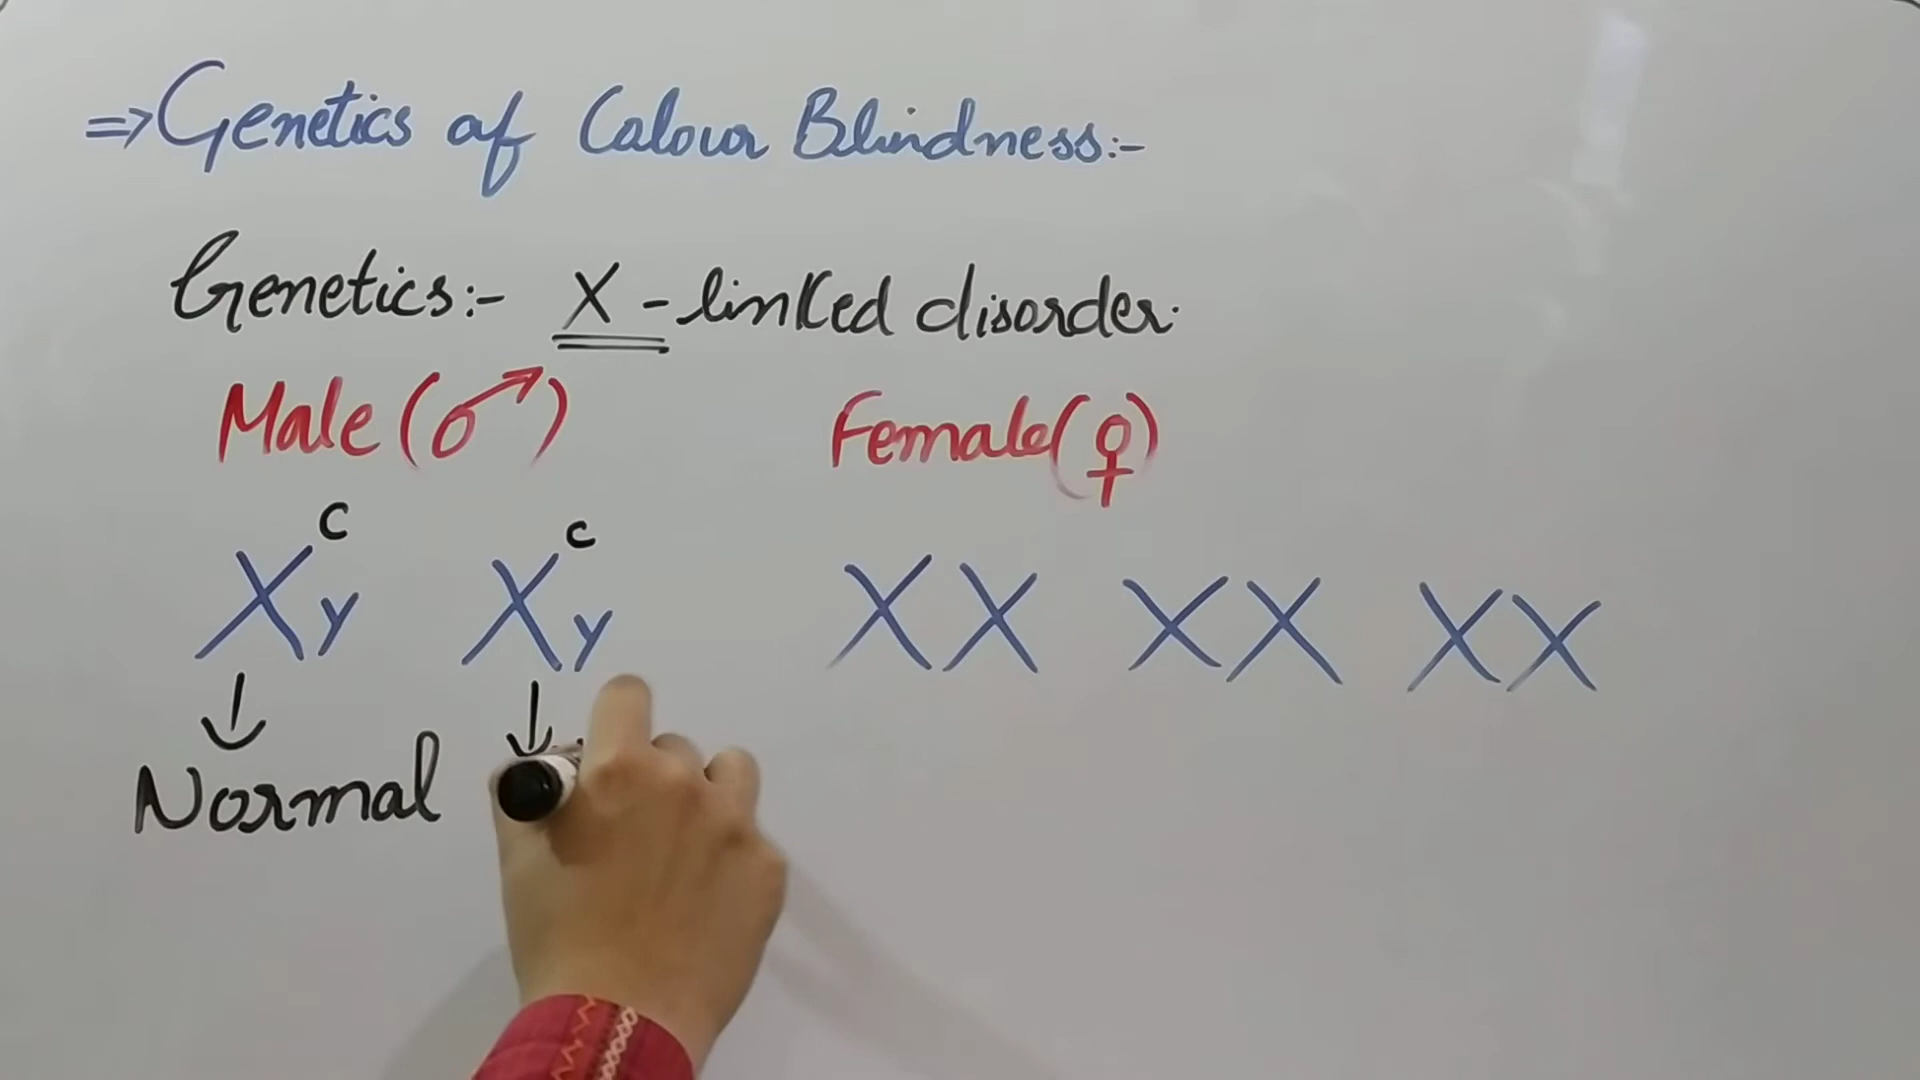 ⇒Genetics of Colour Blindness:-
Genetics:- X-linked disorder.
Male(♂) Female(♀)
X^C y X^c y XX XX XX
↓ ↓
Normal